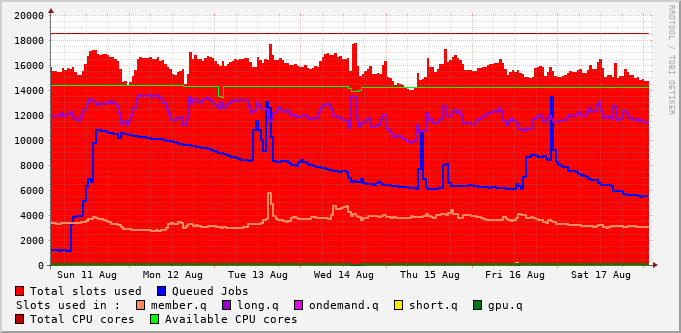 20000
18000
16000
14000
12000
10000
8000
6000
4000
2000
0
Sun 11 Aug Mon 12 Aug Tue 13 Aug Wed 14 Aug Thu 15 Aug Fri 16 Aug Sat 17 Aug
RRDTOOL / TOBI OETIKER
Total slots used Queued Jobs
Slots used in : member.q long.q ondemand.q short.q gpu.q
Total CPU cores Available CPU cores